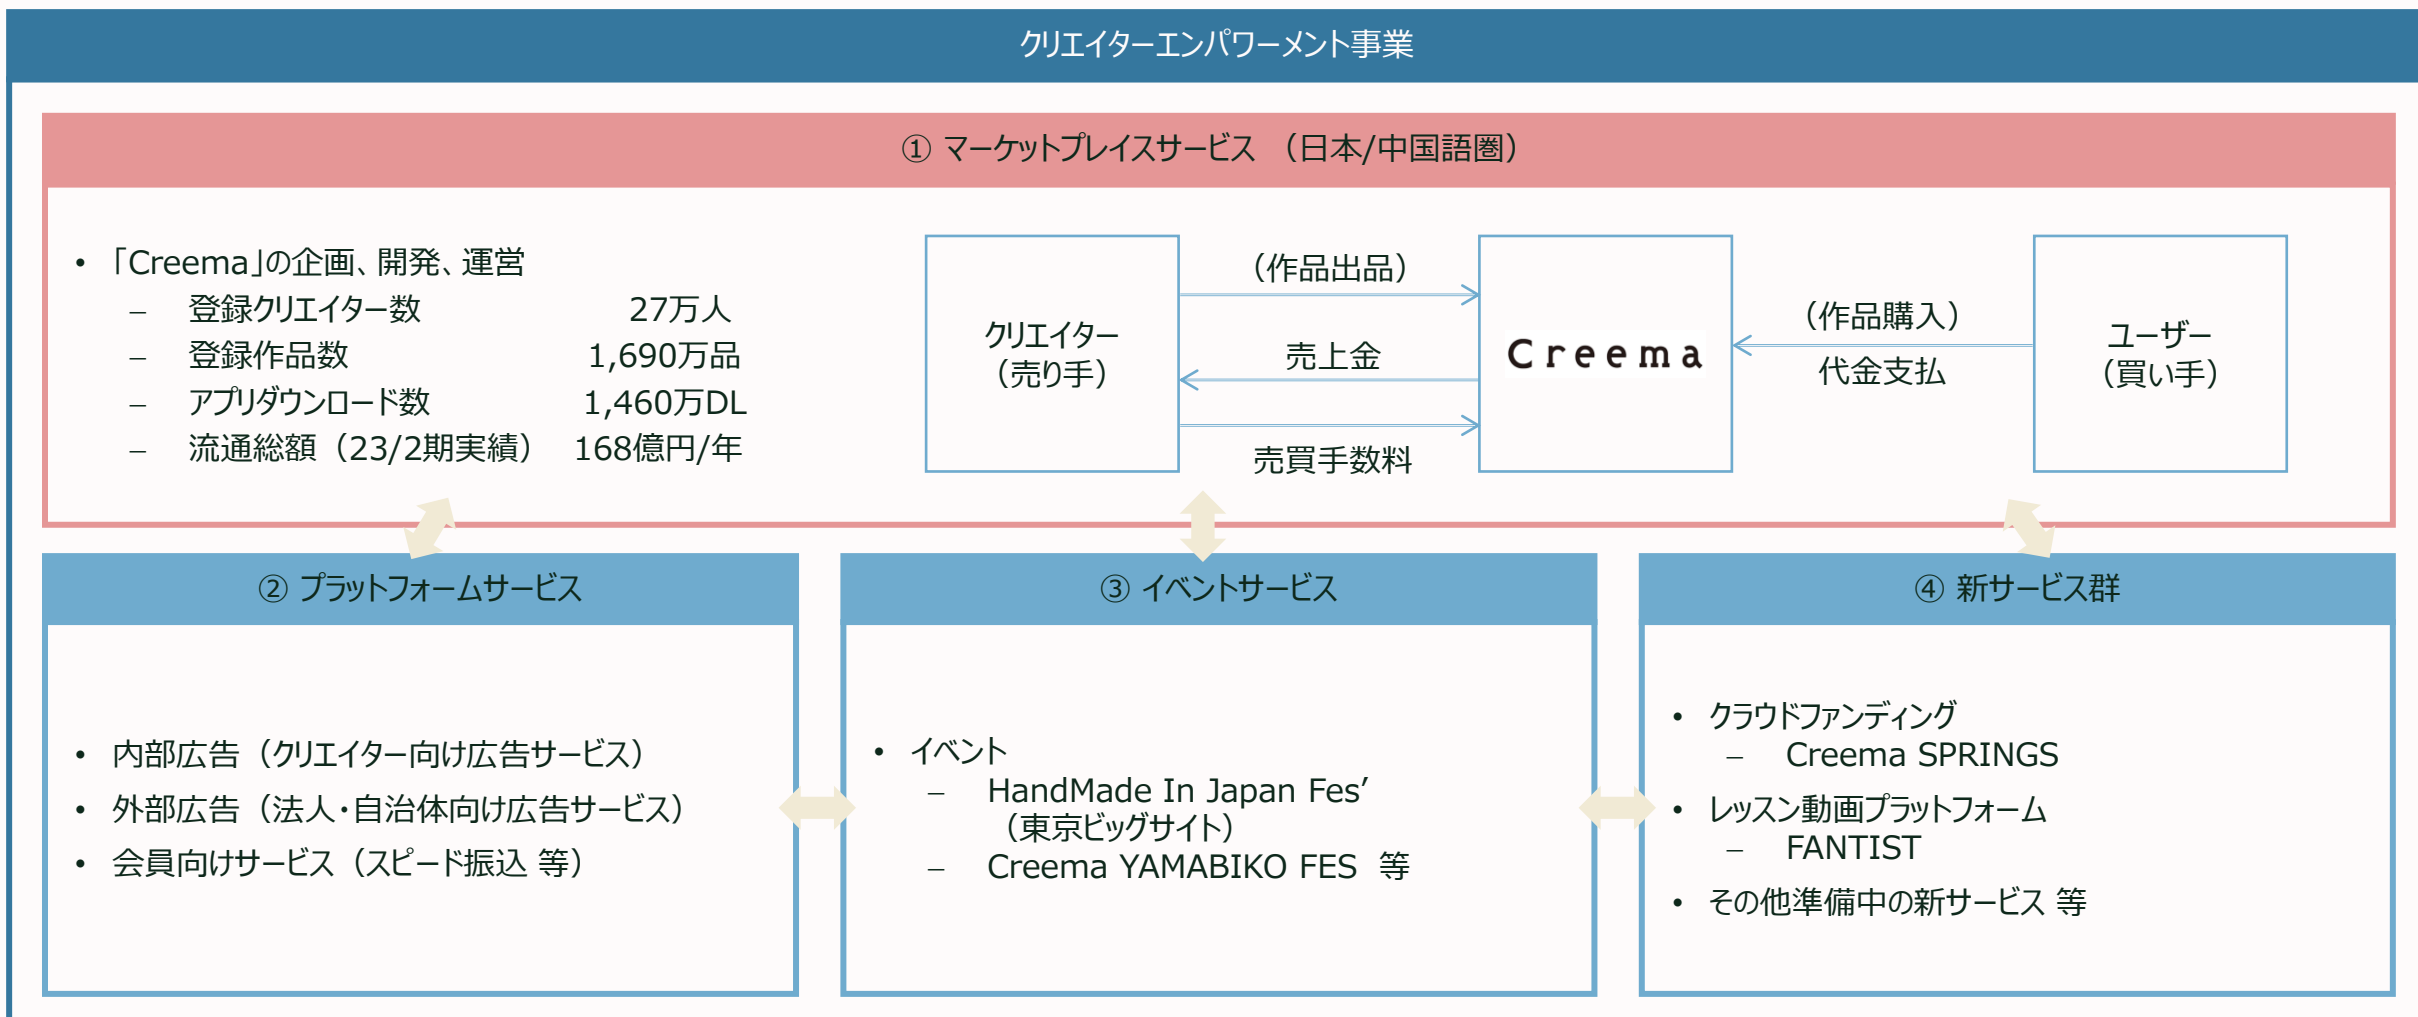 クリエイターエンパワーメント事業
① マーケットプレイスサービス （日本/中国語圏）
• 「Creema」の企画、開発、運営
– 登録クリエイター数 27万人
– 登録作品数 1,690万品
– アプリダウンロード数 1,460万DL
– 流通総額（23/2期実績） 168億円/年
クリエイター
（売り手）
（作品出品）
売上金
売買手数料
Creema
（作品購入）
代金支払
ユーザー
（買い手）
② プラットフォームサービス
• 内部広告（クリエイター向け広告サービス）
• 外部広告（法人・自治体向け広告サービス）
• 会員向けサービス（スピード振込 等）
③ イベントサービス
• イベント
– HandMade In Japan Fes’
（東京ビッグサイト）
– Creema YAMABIKO FES 等
④ 新サービス群
• クラウドファンディング
– Creema SPRINGS
• レッスン動画プラットフォーム
– FANTIST
• その他準備中の新サービス 等